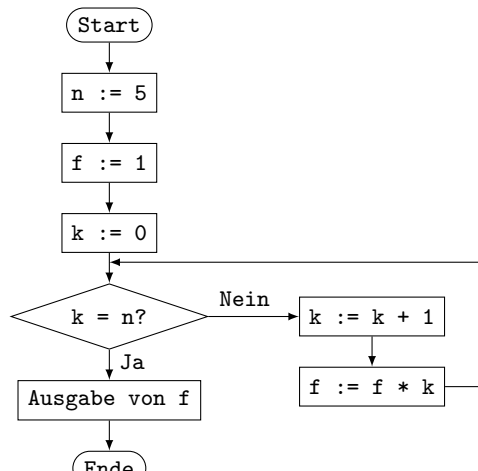 Start
n := 5
f := 1
k := 0
k = n?
Nein
k := k + 1
f := f * k
Ja
Ausgabe von f
Ende